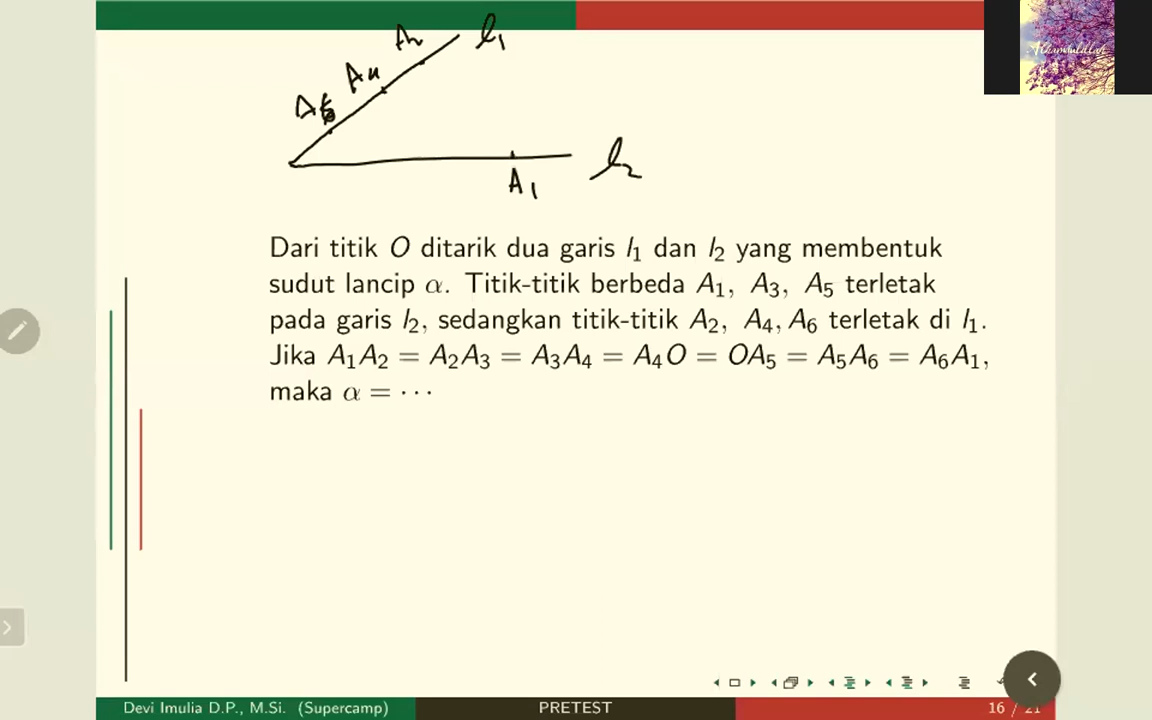 l₁
A₂
A₄
l₂
A₁
Dari titik O ditarik dua garis l₁ dan l₂ yang membentuk
sudut lancip α. Titik-titik berbeda A₁, A₃, A₅ terletak
pada garis l₂, sedangkan titik-titik A₂, A₄, A₆ terletak di l₁.
Jika A₁A₂ = A₂A₃ = A₃A₄ = A₄O = OA₅ = A₅A₆ = A₆A₁,
maka α = ···
Devi Imulia D.P., M.Si. (Supercamp) PRETEST 16 / 21